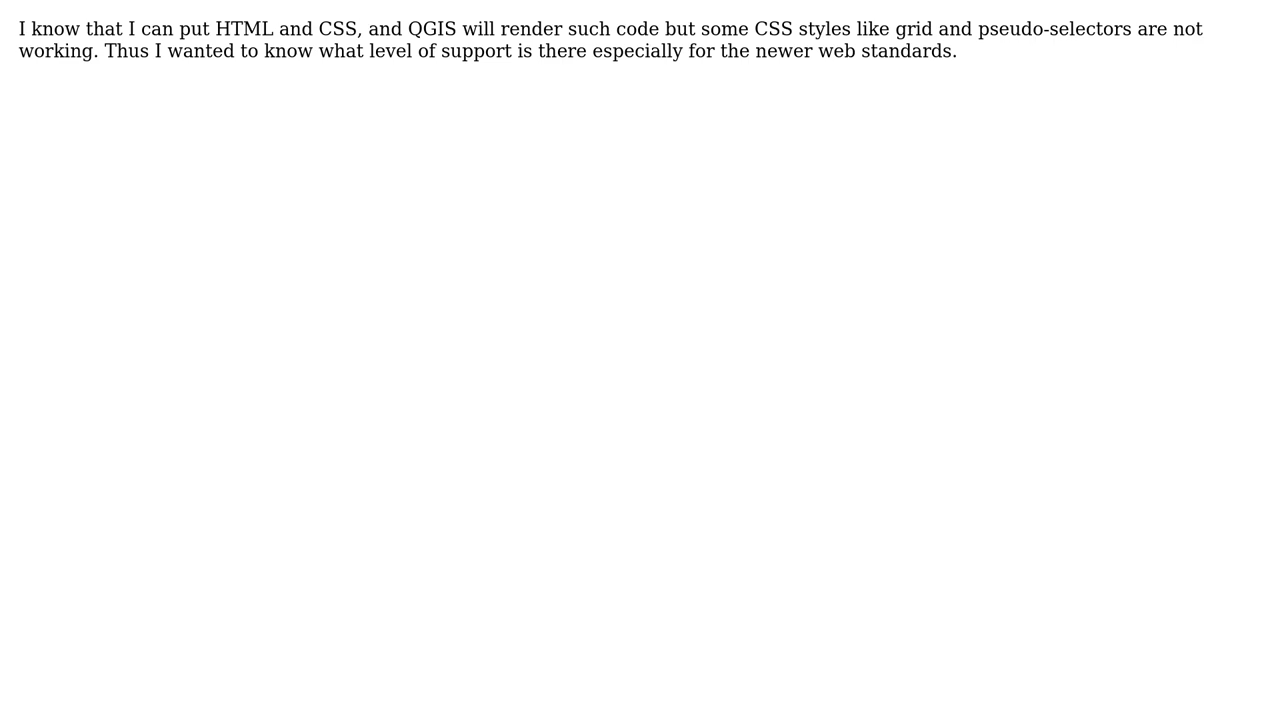 I know that I can put HTML and CSS, and QGIS will render such code but some CSS styles like grid and pseudo-selectors are not
working. Thus I wanted to know what level of support is there especially for the newer web standards.